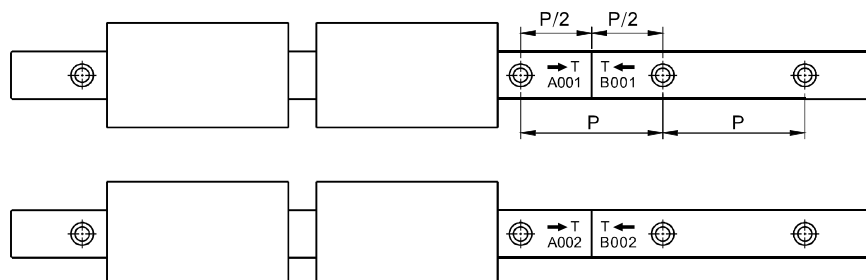 P/2 P/2
→ T T ←
A001 B001
P P
→ T T ←
A002 B002